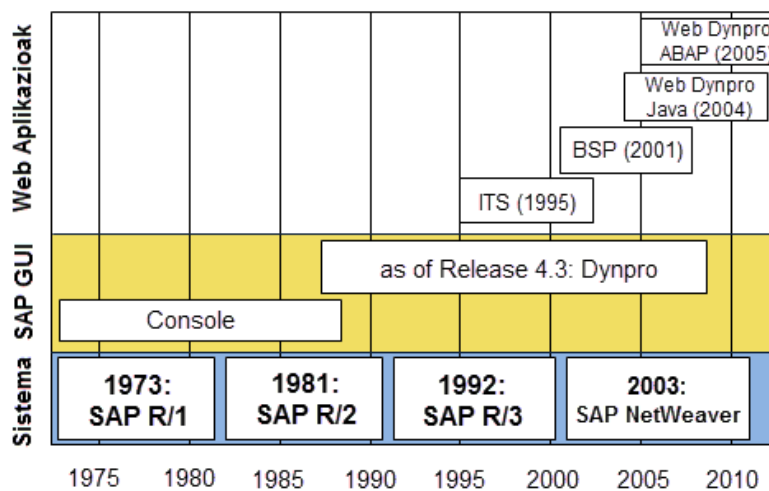 Web Aplikazioak
Web Dynpro
ABAP (2005)
Web Dynpro
Java (2004)
BSP (2001)
ITS (1995)
SAP GUI
as of Release 4.3: Dynpro
Console
Sistema
1973:
SAP R/1
1981:
SAP R/2
1992:
SAP R/3
2003:
SAP NetWeaver
1975 1980 1985 1990 1995 2000 2005 2010